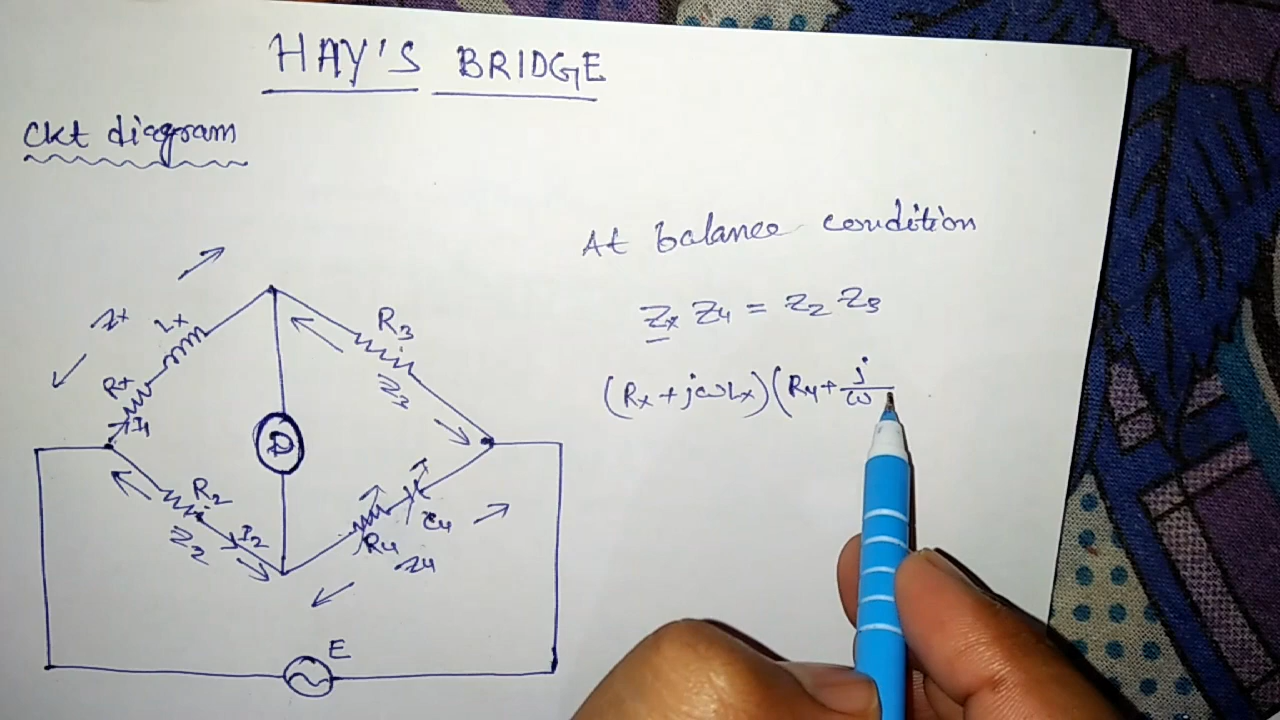 HAY'S BRIDGE
ckt diagram
At balance condition
Zx Z4 = Z2 Z3
(Rx + jωLx)(R4 + j/ω
Zx
Lx
Rx
I1
R3
Z3
D
R2
Z2
I2
C4
R4
Z4
E